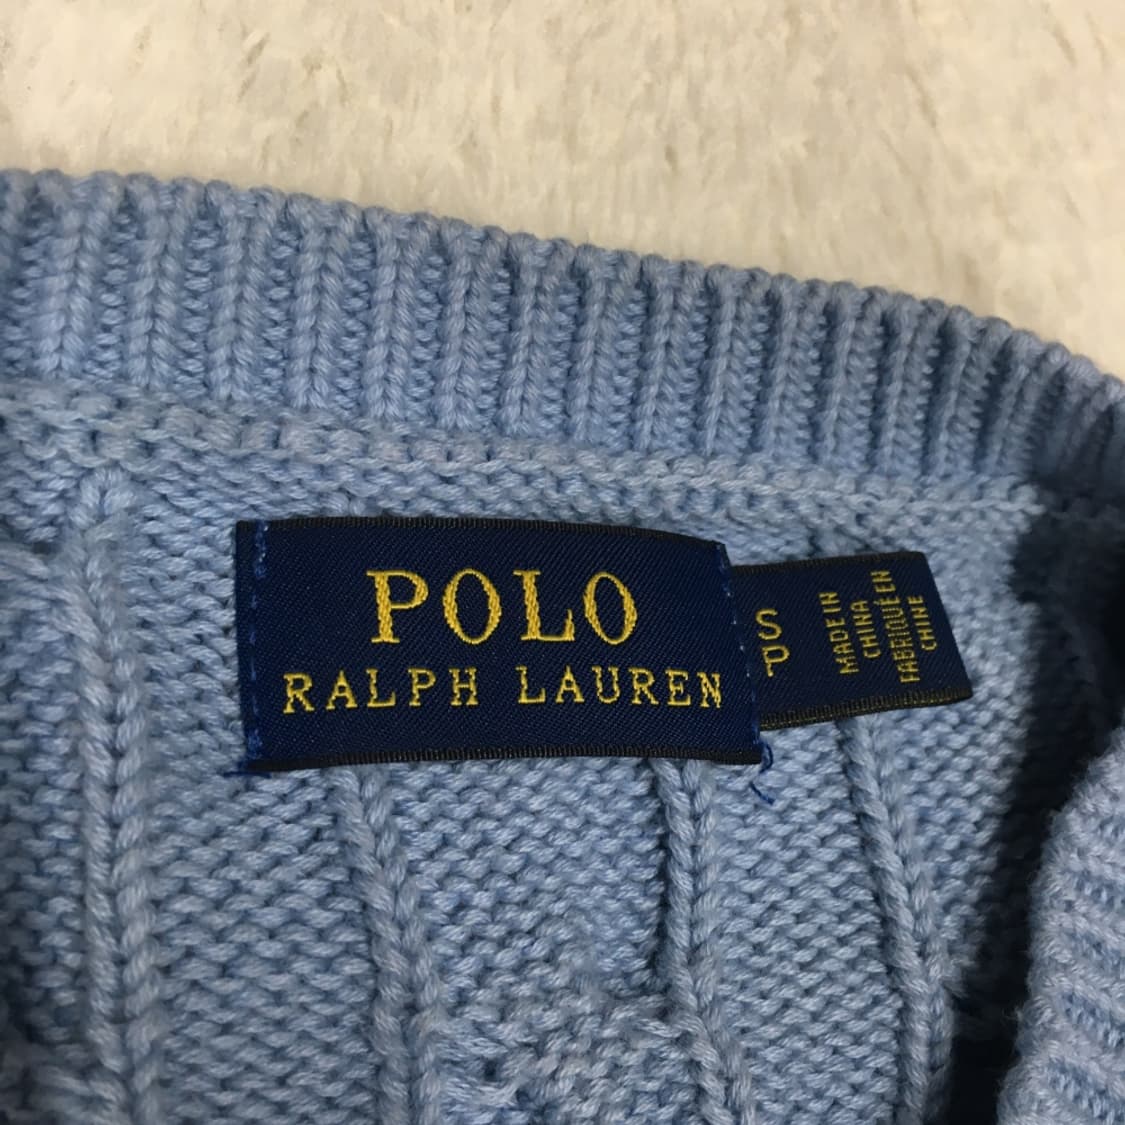 POLO
RALPH LAUREN
S
P
MADE IN
CHINA
FABRIQUÉ EN
CHINE